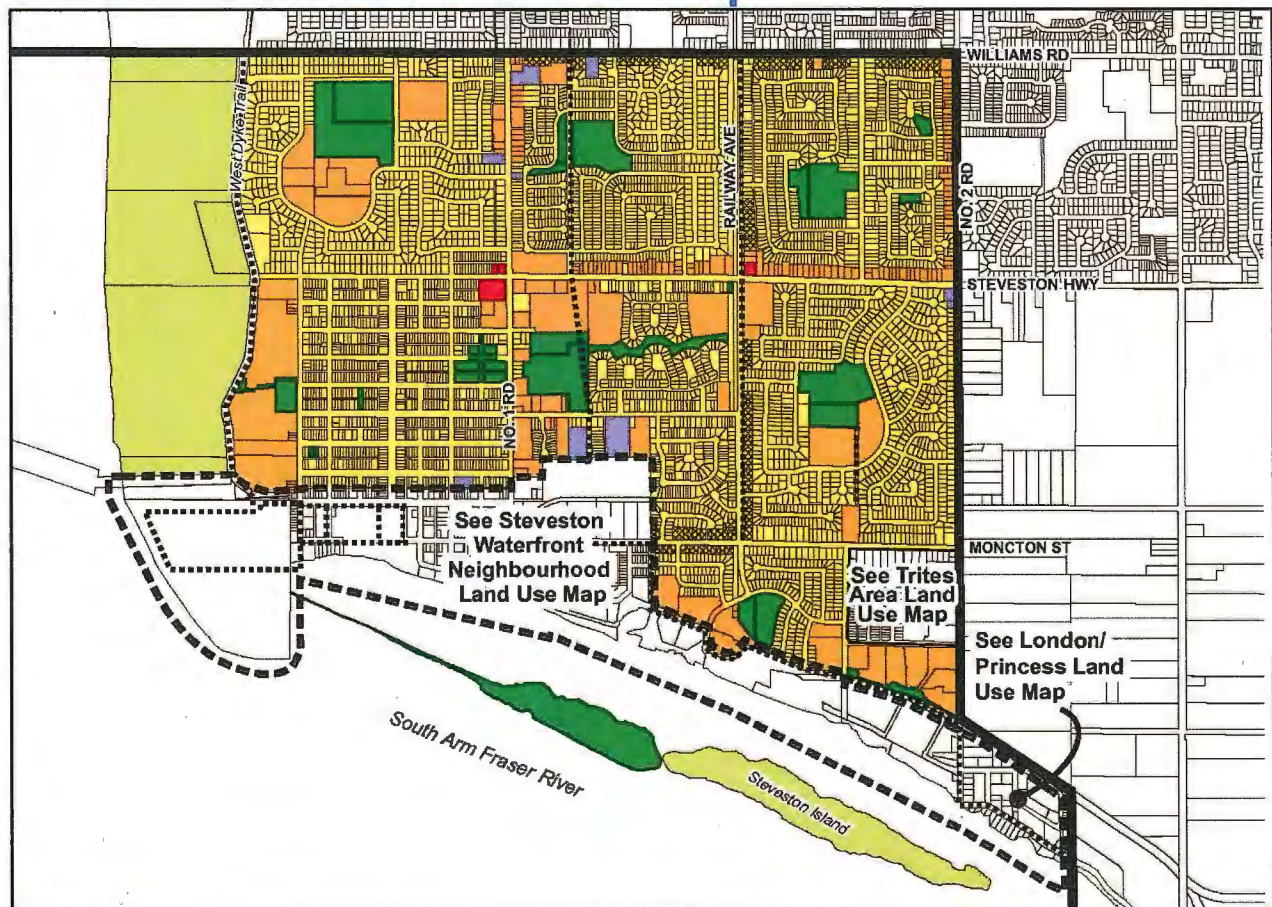 WILLIAMS RD
West Dyke Trail
RAILWAY AVE
NO. 2 RD
STEVESTON HWY
NO. 1 RD
See Steveston
Waterfront
Neighbourhood
Land Use Map
MONCTON ST
See Trites
Area Land
Use Map
See London/
Princess Land
Use Map
South Arm Fraser River
Steveston Island